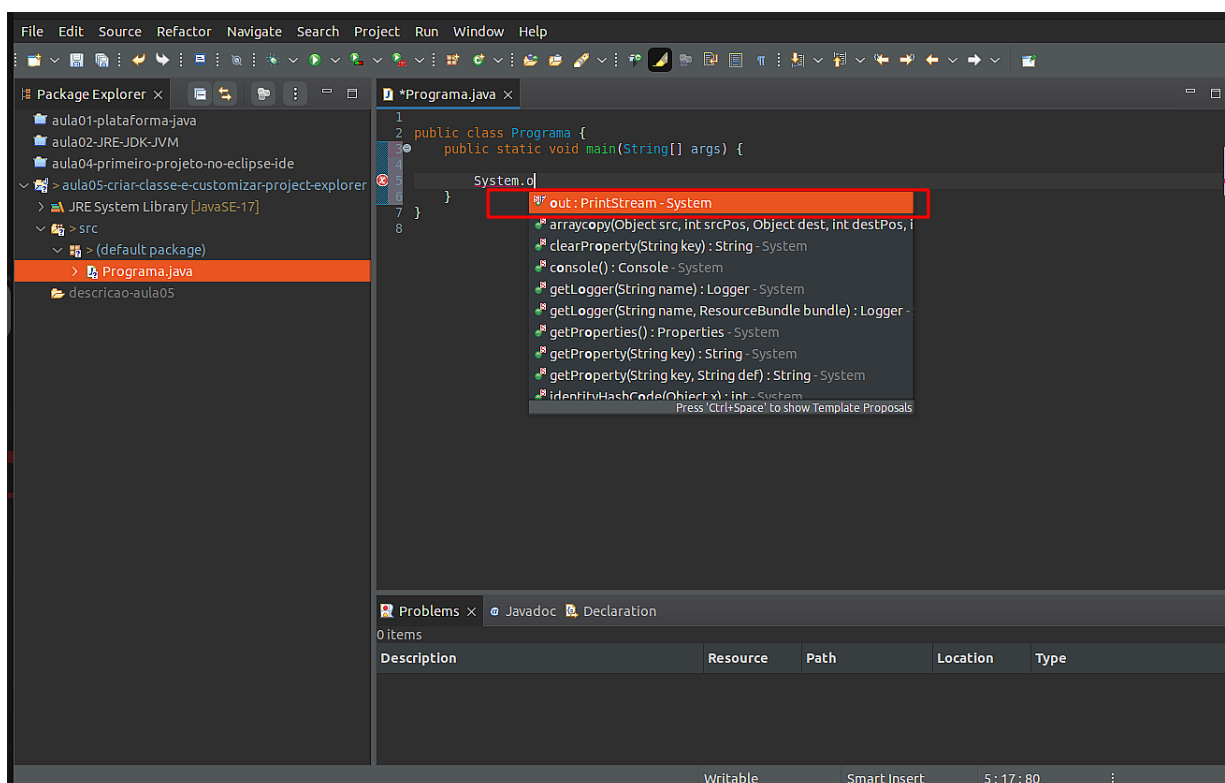 File Edit Source Refactor Navigate Search Project Run Window Help
Package Explorer
aula01-plataforma-java
aula02-JRE-JDK-JVM
aula04-primeiro-projeto-no-eclipse-ide
> aula05-criar-classe-e-customizar-project-explorer
JRE System Library [JavaSE-17]
> src
> (default package)
Programa.java
descricao-aula05
*Programa.java
1
2 public class Programa {
3 public static void main(String[] args) {
4
5 System.o
6 }
7 }
8
out : PrintStream - System
arraycopy(Object src, int srcPos, Object dest, int destPos, i
clearProperty(String key) : String - System
console() : Console - System
getLogger(String name) : Logger - System
getLogger(String name, ResourceBundle bundle) : Logger -
getProperties() : Properties - System
getProperty(String key) : String - System
getProperty(String key, String def) : String - System
identityHashCode(Object x) : int - System
Press 'Ctrl+Space' to show Template Proposals
Problems Javadoc Declaration
0 items
Description Resource Path Location Type
Writable Smart Insert 5 : 17 : 80